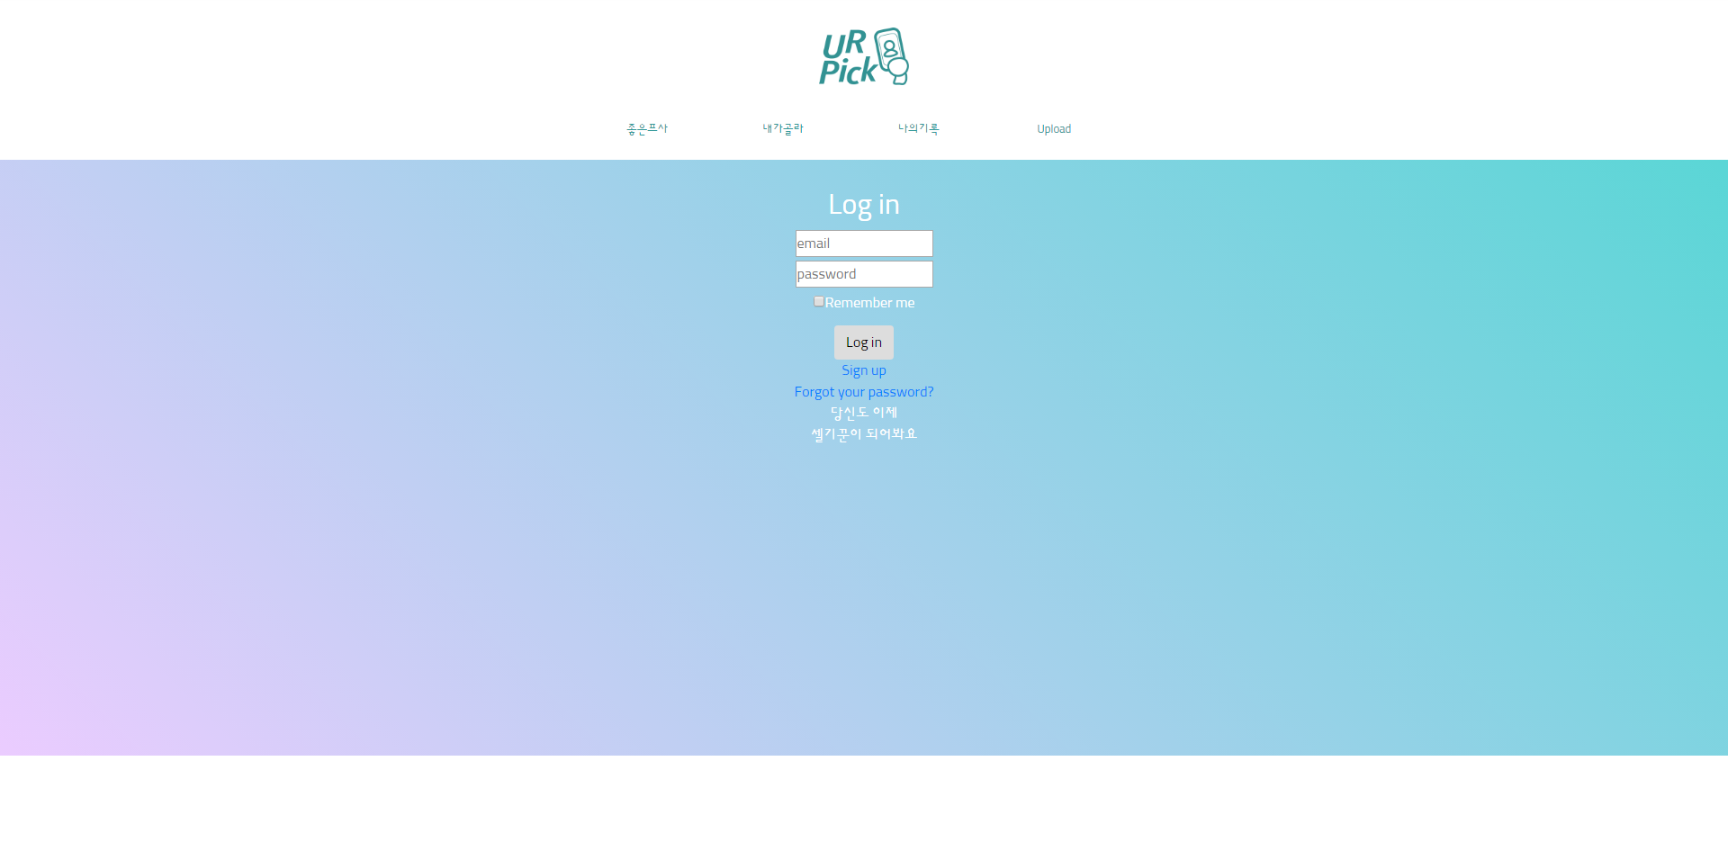 UR
Pick
좋은프사
내가골라
나의기록
Upload
Log in
email
password
Remember me
Log in
Sign up
Forgot your password?
당신도 이제
셀기꾼이 되어봐요